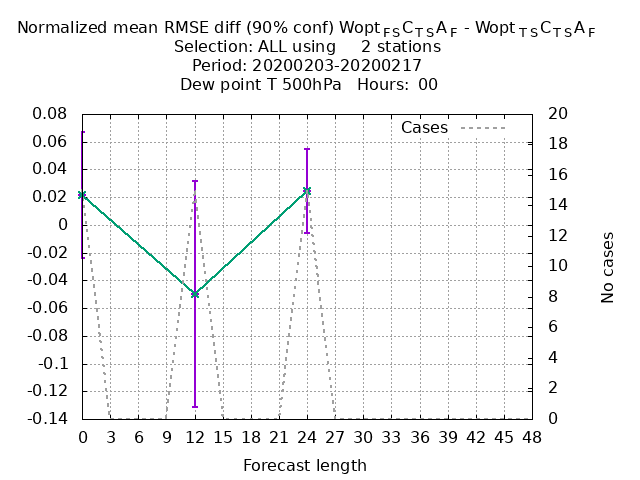 Normalized mean RMSE diff (90% conf) Wopt FS C TS A F - Wopt TS C TS A F
Selection: ALL using 2 stations
Period: 20200203-20200217
Dew point T 500hPa Hours: 00
Cases
0.08
0.06
0.04
0.02
0
-0.02
-0.04
-0.06
-0.08
-0.1
-0.12
-0.14
20
18
16
14
12
10
8
6
4
2
0
No cases
0 3 6 9 12 15 18 21 24 27 30 33 36 39 42 45 48
Forecast length